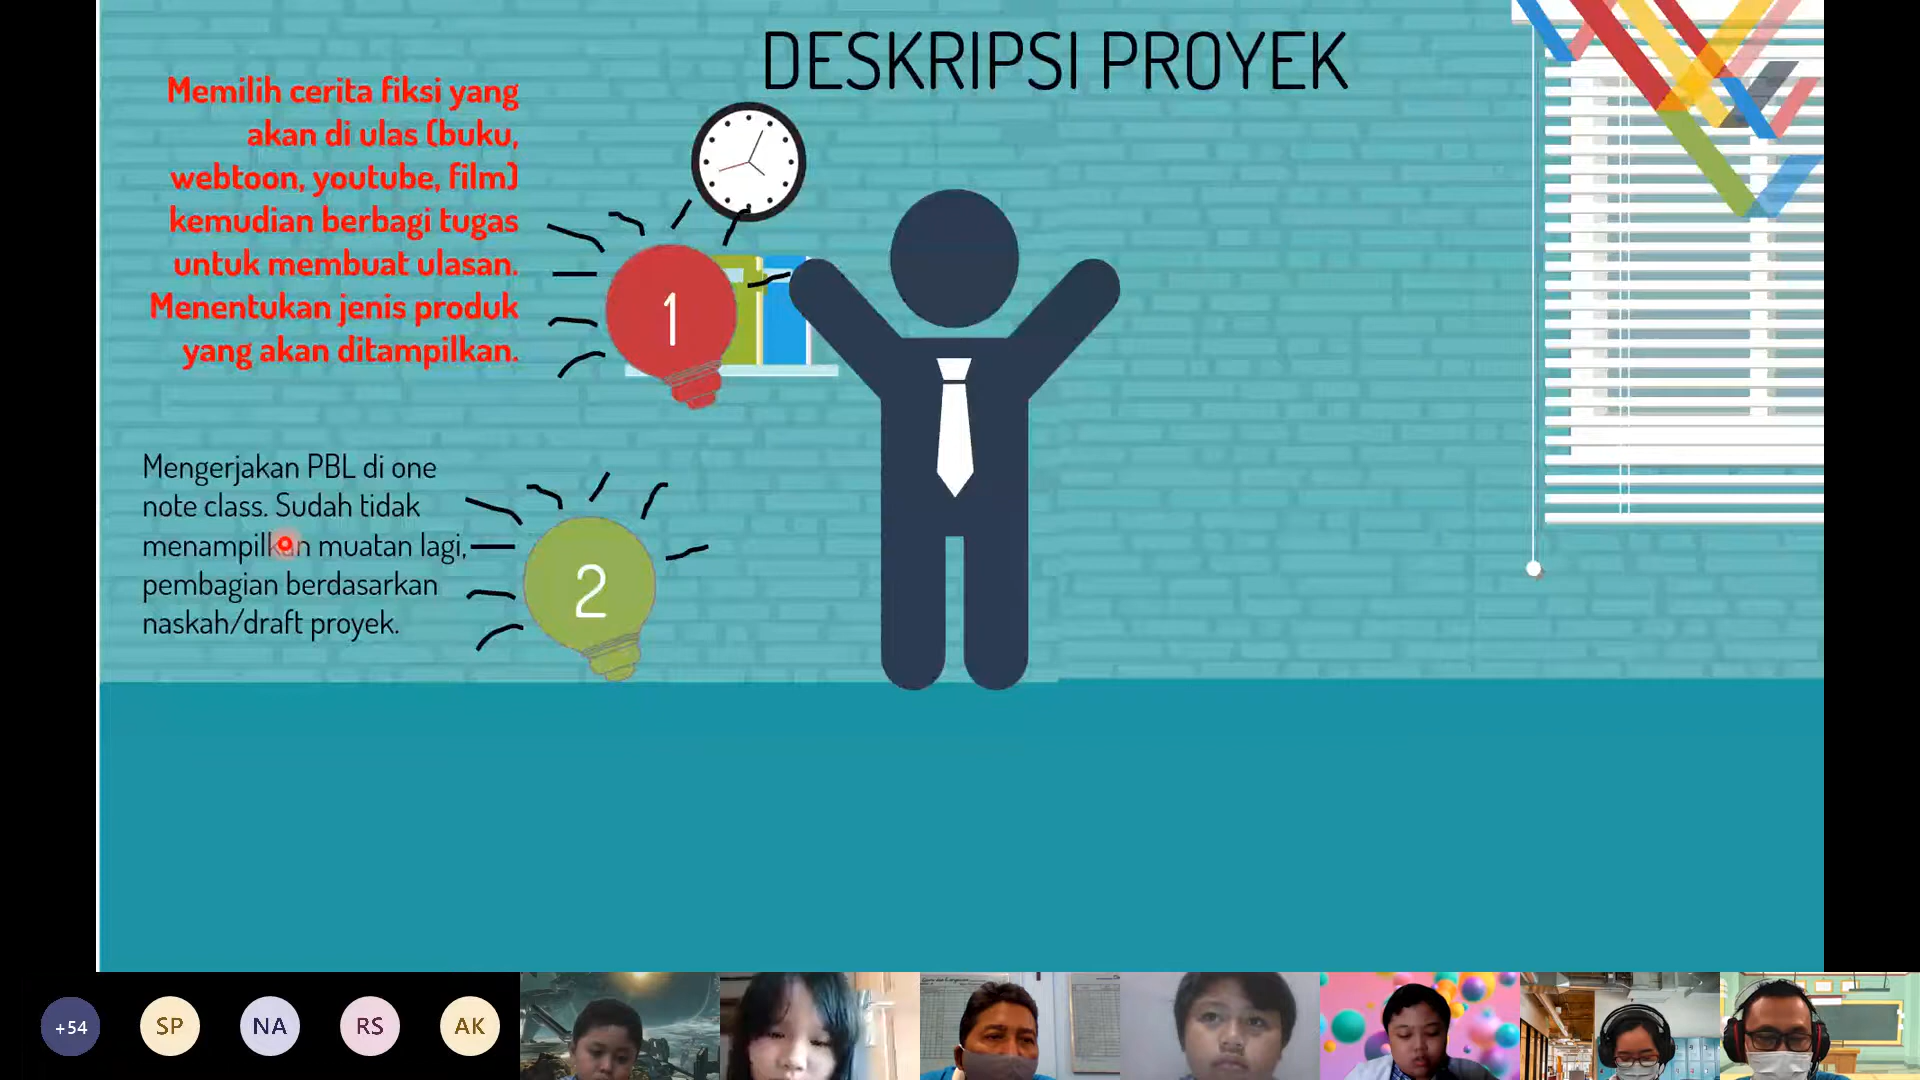 DESKRIPSI PROYEK
Memilih cerita fiksi yang
akan di ulas (buku,
webtoon, youtube, film)
kemudian berbagi tugas
untuk membuat ulasan.
Menentukan jenis produk
yang akan ditampilkan.
1
Mengerjakan PBL di one
note class. Sudah tidak
menampilkan muatan lagi,
pembagian berdasarkan
naskah/draft proyek.
2
+54
SP
NA
RS
AK